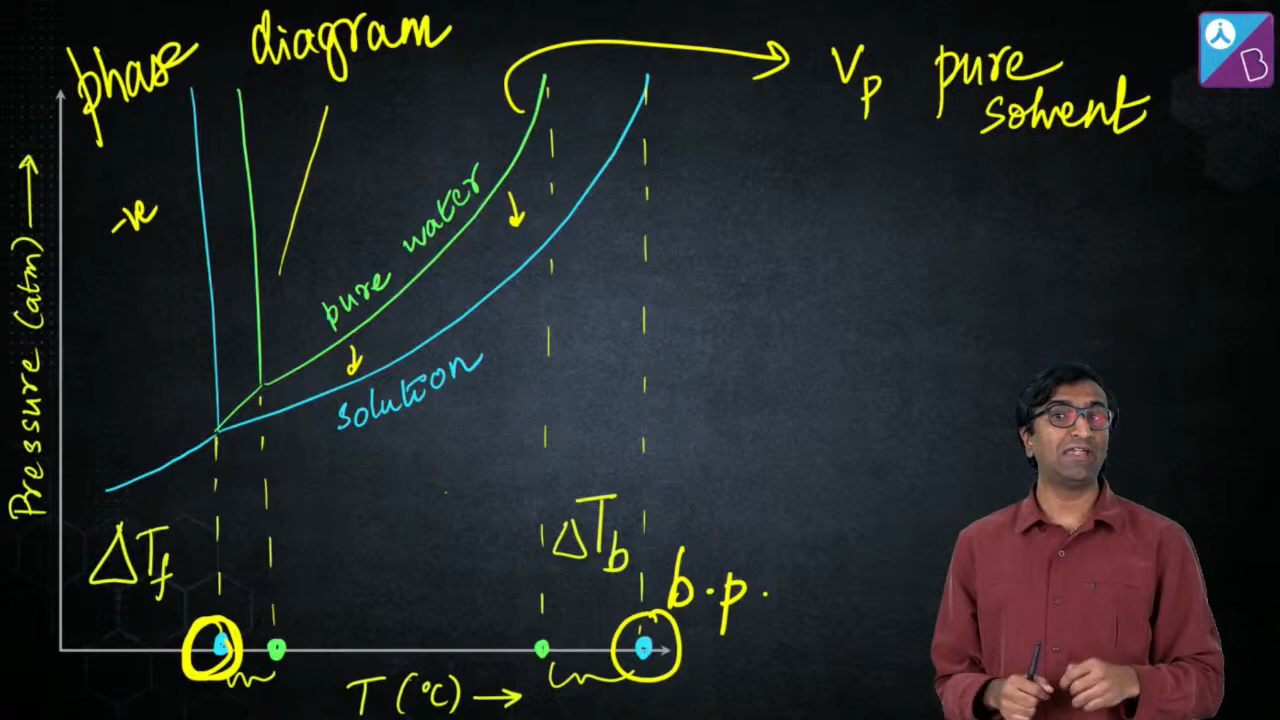 phase diagram
Vp pure
solvent
-ve
pure water
solution
Pressure (atm)
ΔTf
ΔTb
b.p.
T (°C)
B